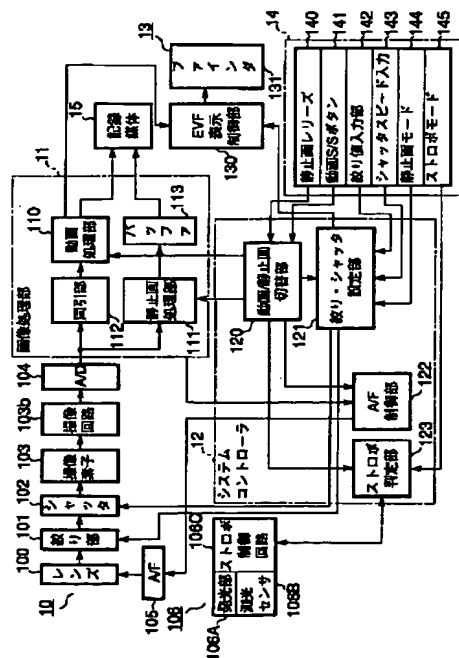 10
レンズ
100
絞り部
101
シャッタ
102
撮像素子
103
撮像回路
103b
A/D
104
A/F
105
画像処理部
11
間引部
112
動画処理部
110
静止画処理部
111
バッファ
113
記録媒体
15
EVF表示制御部
130
ファインダ
131
13
106
発光部
106A
測光センサ
106B
ストロボ制御回路
106C
システムコントローラ
12
動画/静止画切替部
120
絞り・シャッタ設定部
121
A/F制御部
122
ストロボ判定部
123
14
静止画レリーズ
140
動画S/Sボタン
141
絞り値入力部
142
シャッタスピード入力
143
静止画モード
144
ストロボモード
145